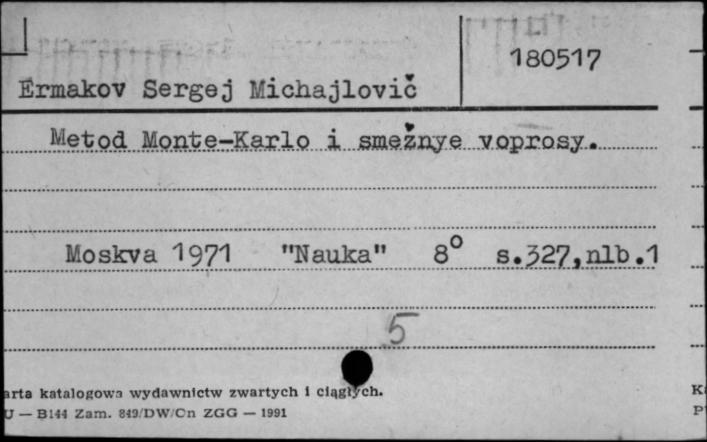 180517
Ermakov Sergej Michajlovič
Metod Monte-Karlo i smežnye voprosy.
Moskva 1971 "Nauka" 8° s.327,nlb.1
5
arta katalogowa wydawnictw zwartych i ciągłych.
U — B144 Zam. 849/DW/Cn ZGG — 1991
K
P